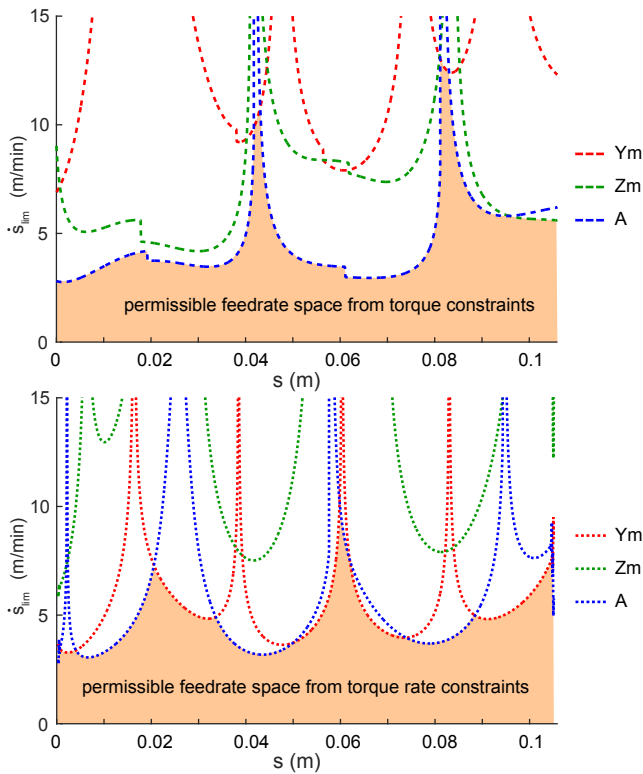 15
10
5
0
ṡlim (m/min)
0 0.02 0.04 0.06 0.08 0.1
s (m)
permissible feedrate space from torque constraints
Ym
Zm
A
15
10
5
0
ṡlim (m/min)
0 0.02 0.04 0.06 0.08 0.1
s (m)
permissible feedrate space from torque rate constraints
Ym
Zm
A